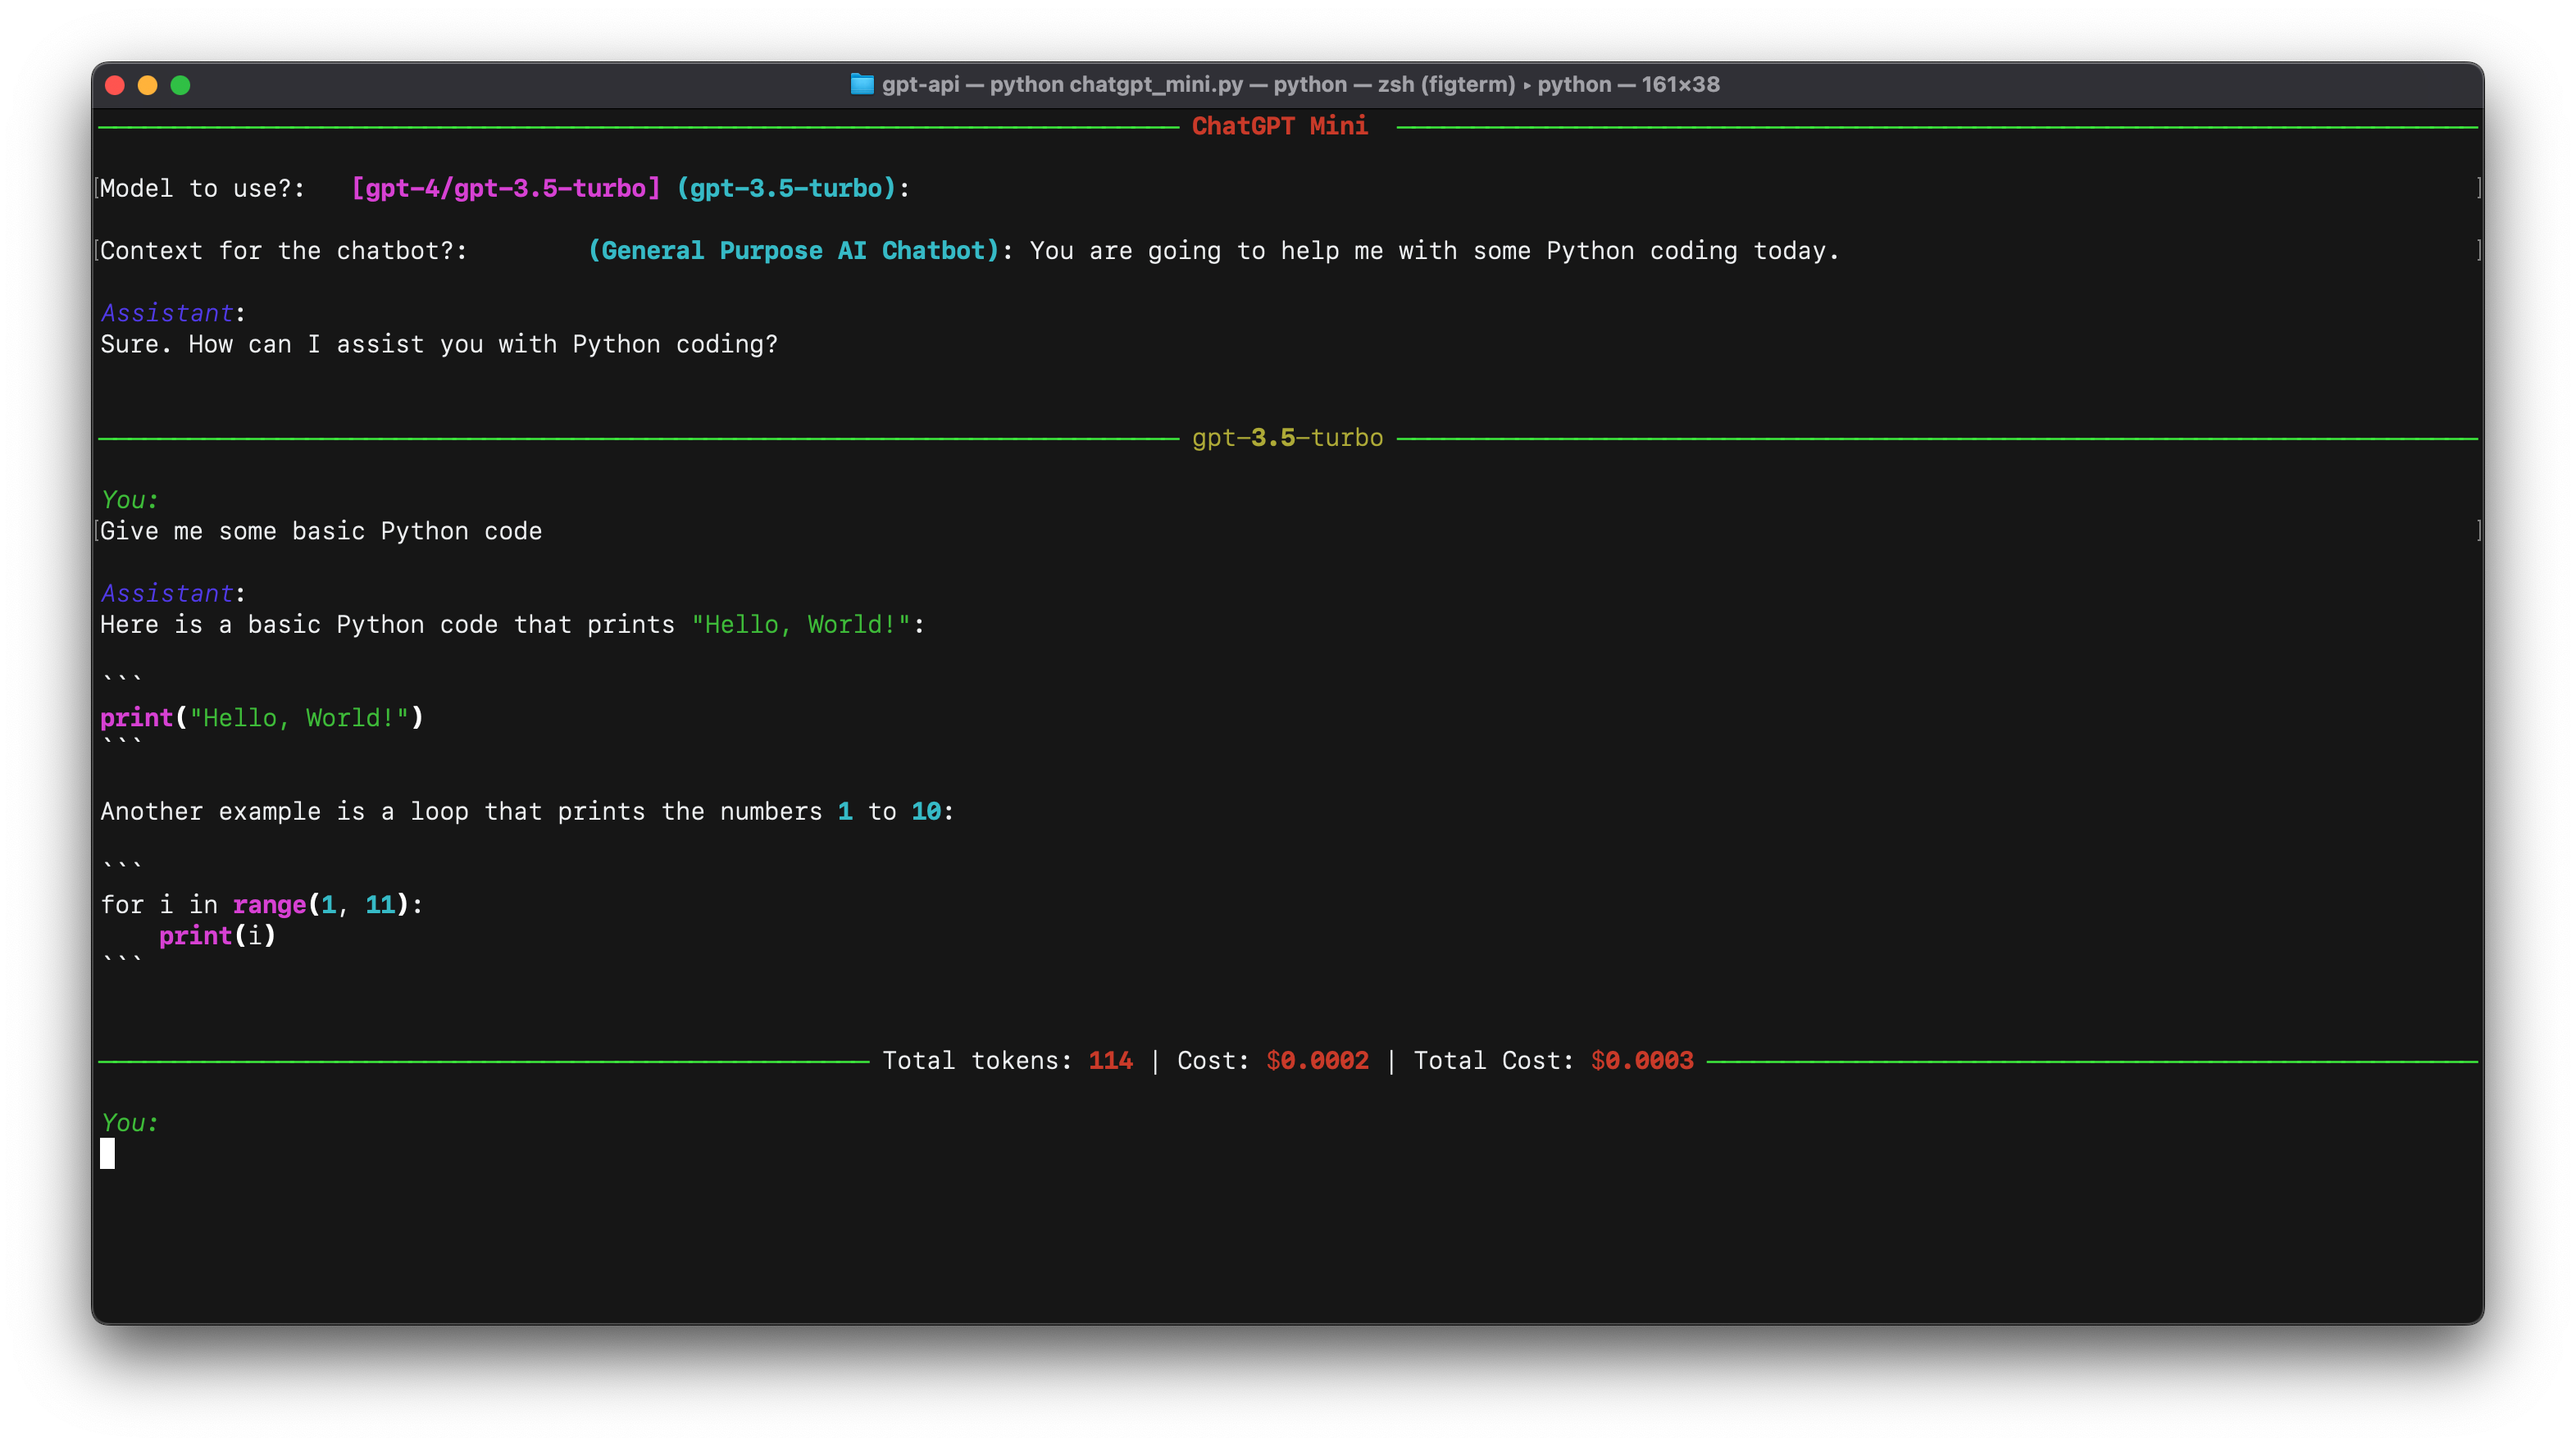 gpt-api — python chatgpt_mini.py — python — zsh (figterm) ‣ python — 161×38
ChatGPT Mini
[Model to use?: [gpt-4/gpt-3.5-turbo] (gpt-3.5-turbo): ]
[Context for the chatbot?: (General Purpose AI Chatbot): You are going to help me with some Python coding today. ]
Assistant:
Sure. How can I assist you with Python coding?
gpt-3.5-turbo
You:
[Give me some basic Python code ]
Assistant:
Here is a basic Python code that prints "Hello, World!":
```
print("Hello, World!")
```
Another example is a loop that prints the numbers 1 to 10:
```
for i in range(1, 11):
    print(i)
```
Total tokens: 114 | Cost: $0.0002 | Total Cost: $0.0003
You: